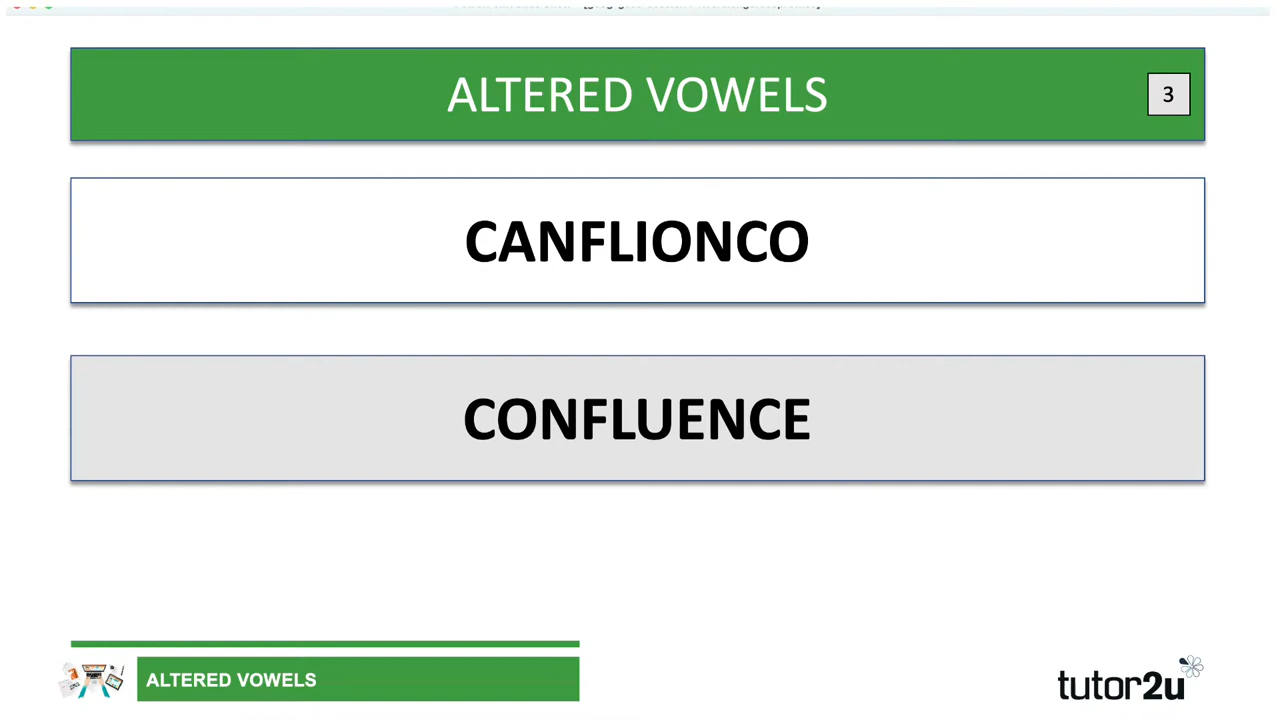 ALTERED VOWELS
3
CANFLIONCO
CONFLUENCE
ALTERED VOWELS
tutor2u